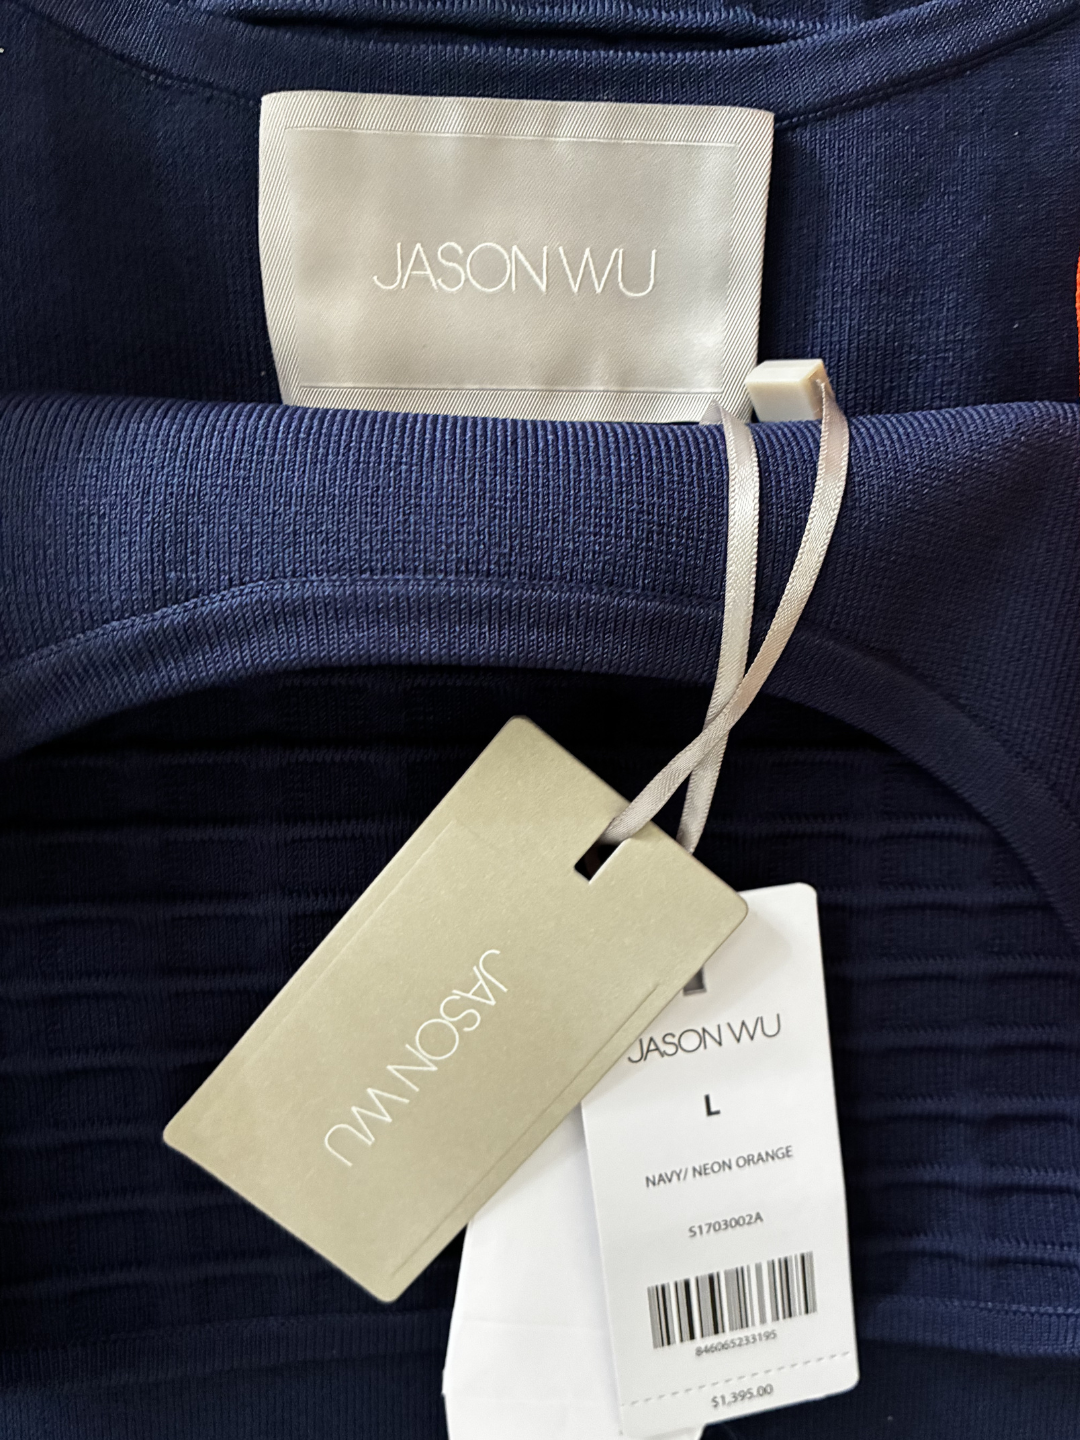 JASON WU
JASON WU
JASON WU
L
NAVY/ NEON ORANGE
S1703002A
846065233195
$1,395.00